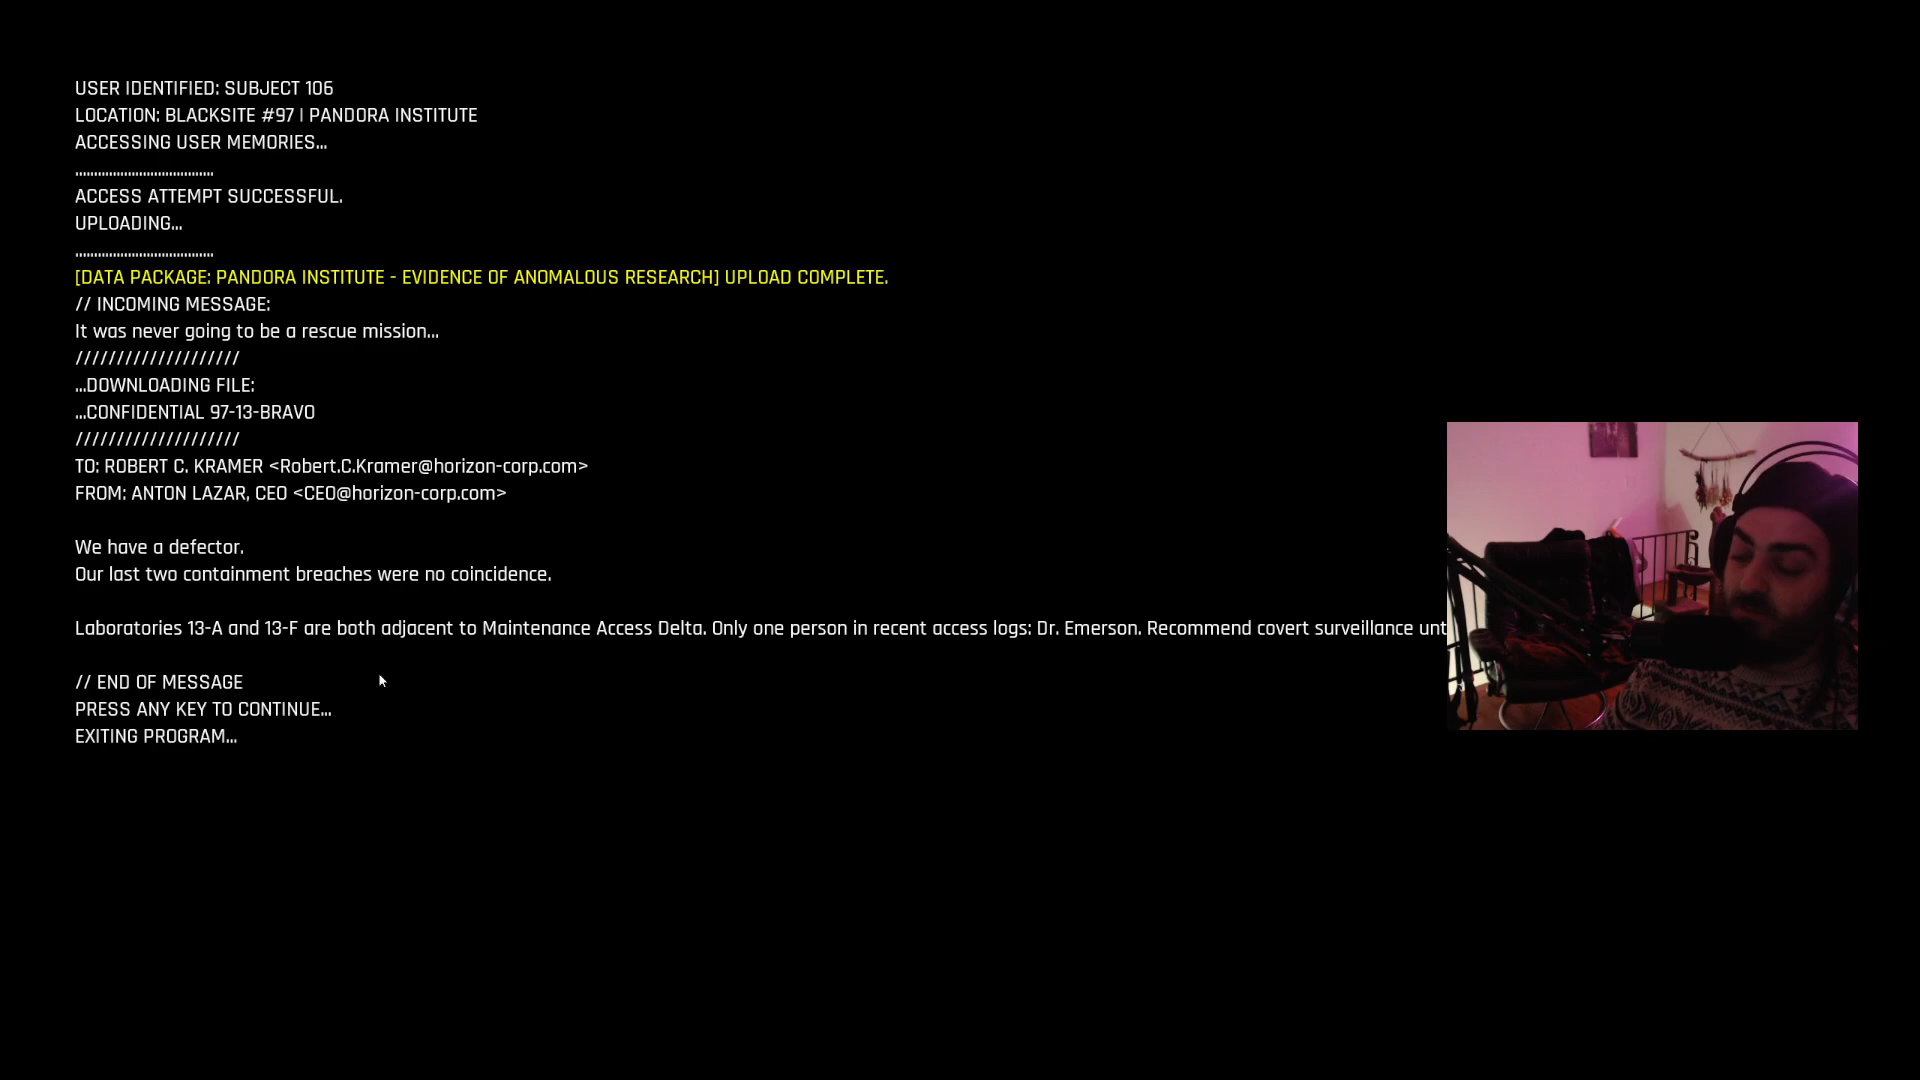 USER IDENTIFIED: SUBJECT 106
LOCATION: BLACKSITE #97 | PANDORA INSTITUTE
ACCESSING USER MEMORIES...
.....................................
ACCESS ATTEMPT SUCCESSFUL.
UPLOADING...
.....................................
[DATA PACKAGE: PANDORA INSTITUTE - EVIDENCE OF ANOMALOUS RESEARCH] UPLOAD COMPLETE.
// INCOMING MESSAGE:
It was never going to be a rescue mission...
////////////////////
...DOWNLOADING FILE:
...CONFIDENTIAL 97-13-BRAVO
////////////////////
TO: ROBERT C. KRAMER <Robert.C.Kramer@horizon-corp.com>
FROM: ANTON LAZAR, CEO <CEO@horizon-corp.com>
We have a defector.
Our last two containment breaches were no coincidence.
Laboratories 13-A and 13-F are both adjacent to Maintenance Access Delta. Only one person in recent access logs: Dr. Emerson. Recommend covert surveillance
// END OF MESSAGE
PRESS ANY KEY TO CONTINUE...
EXITING PROGRAM...